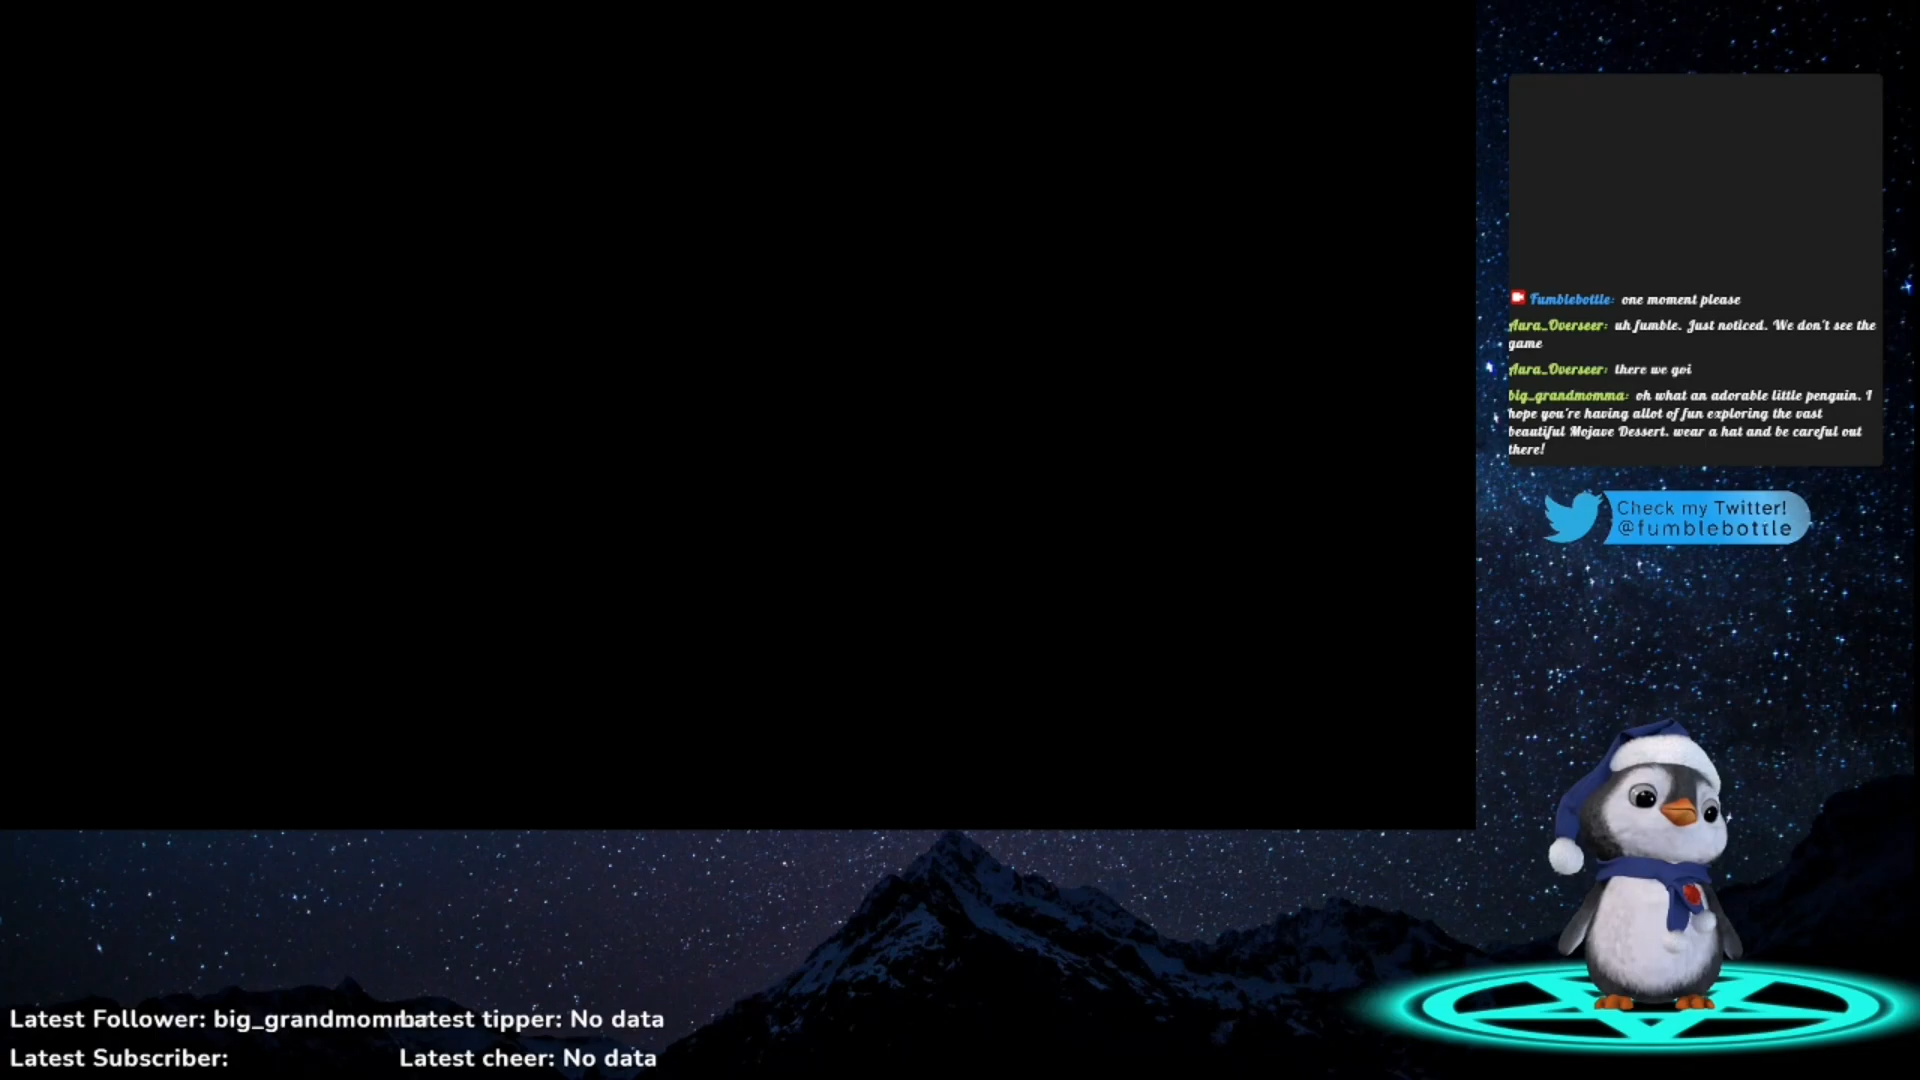 Fumblebottle: one moment please
Aura_Overseer: uh fumble. Just noticed. We don't see the
game
Aura_Overseer: there we goi
big_grandmomma: oh what an adorable little penguin. I
hope you're having allot of fun exploring the vast
beautiful Mojave Dessert. wear a hat and be careful out
there!
Check my Twitter!
@fumblebottle
Latest Follower: big_grandmomma
Latest tipper: No data
Latest Subscriber:
Latest cheer: No data